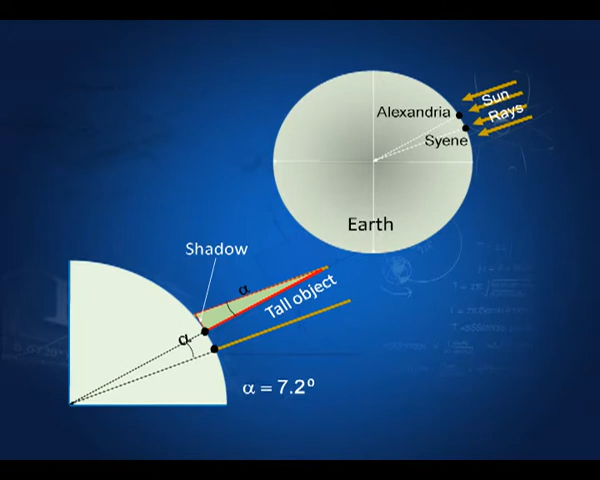 Sun
Rays
Alexandria
Syene
Earth
Shadow
α
Tall object
α
α = 7.2º